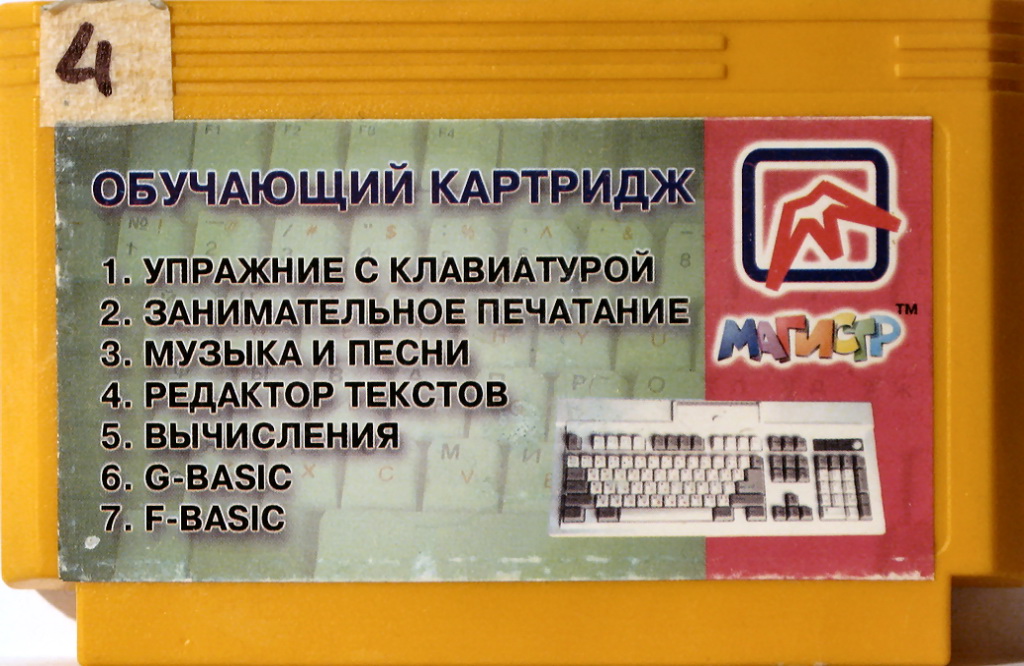 4
ОБУЧАЮЩИЙ КАРТРИДЖ
1. УПРАЖНИЕ С КЛАВИАТУРОЙ
2. ЗАНИМАТЕЛЬНОЕ ПЕЧАТАНИЕ
3. МУЗЫКА И ПЕСНИ
4. РЕДАКТОР ТЕКСТОВ
5. ВЫЧИСЛЕНИЯ
6. G-BASIC
7. F-BASIC
МАГИСТР™